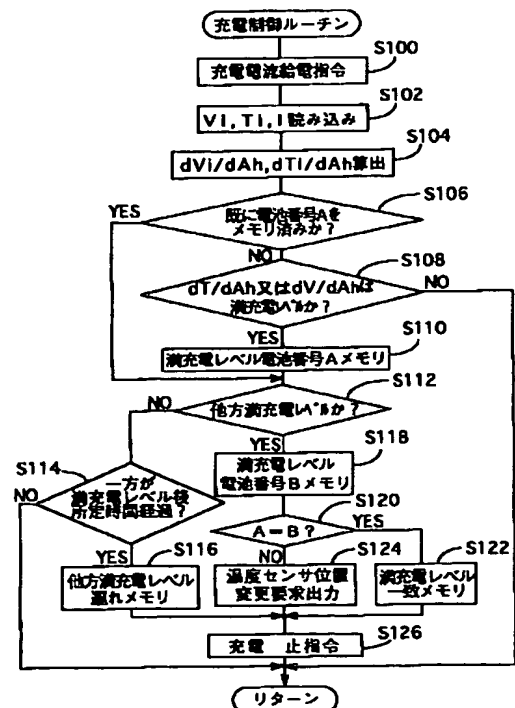 充電制御ルーチン
S100
充電電流給電指令
S102
Vi, Ti, I読み込み
S104
dVi/dAh, dTi/dAh算出
S106
既に電池番号Aを
メモリ済みか?
YES
NO
S108
dT/dAh又はdV/dAhは
満充電レベルか?
NO
YES
S110
満充電レベル電池番号Aメモリ
S112
他方満充電レベルか?
NO
YES
S118
満充電レベル
電池番号Bメモリ
S114
一方が
満充電レベル後
所定時間経過?
NO
YES
S120
A=B?
YES
NO
S116
他方満充電レベル
遅れメモリ
S124
温度センサ位置
変更要求出力
S122
満充電レベル
一致メモリ
S126
充電 止指令
リターン